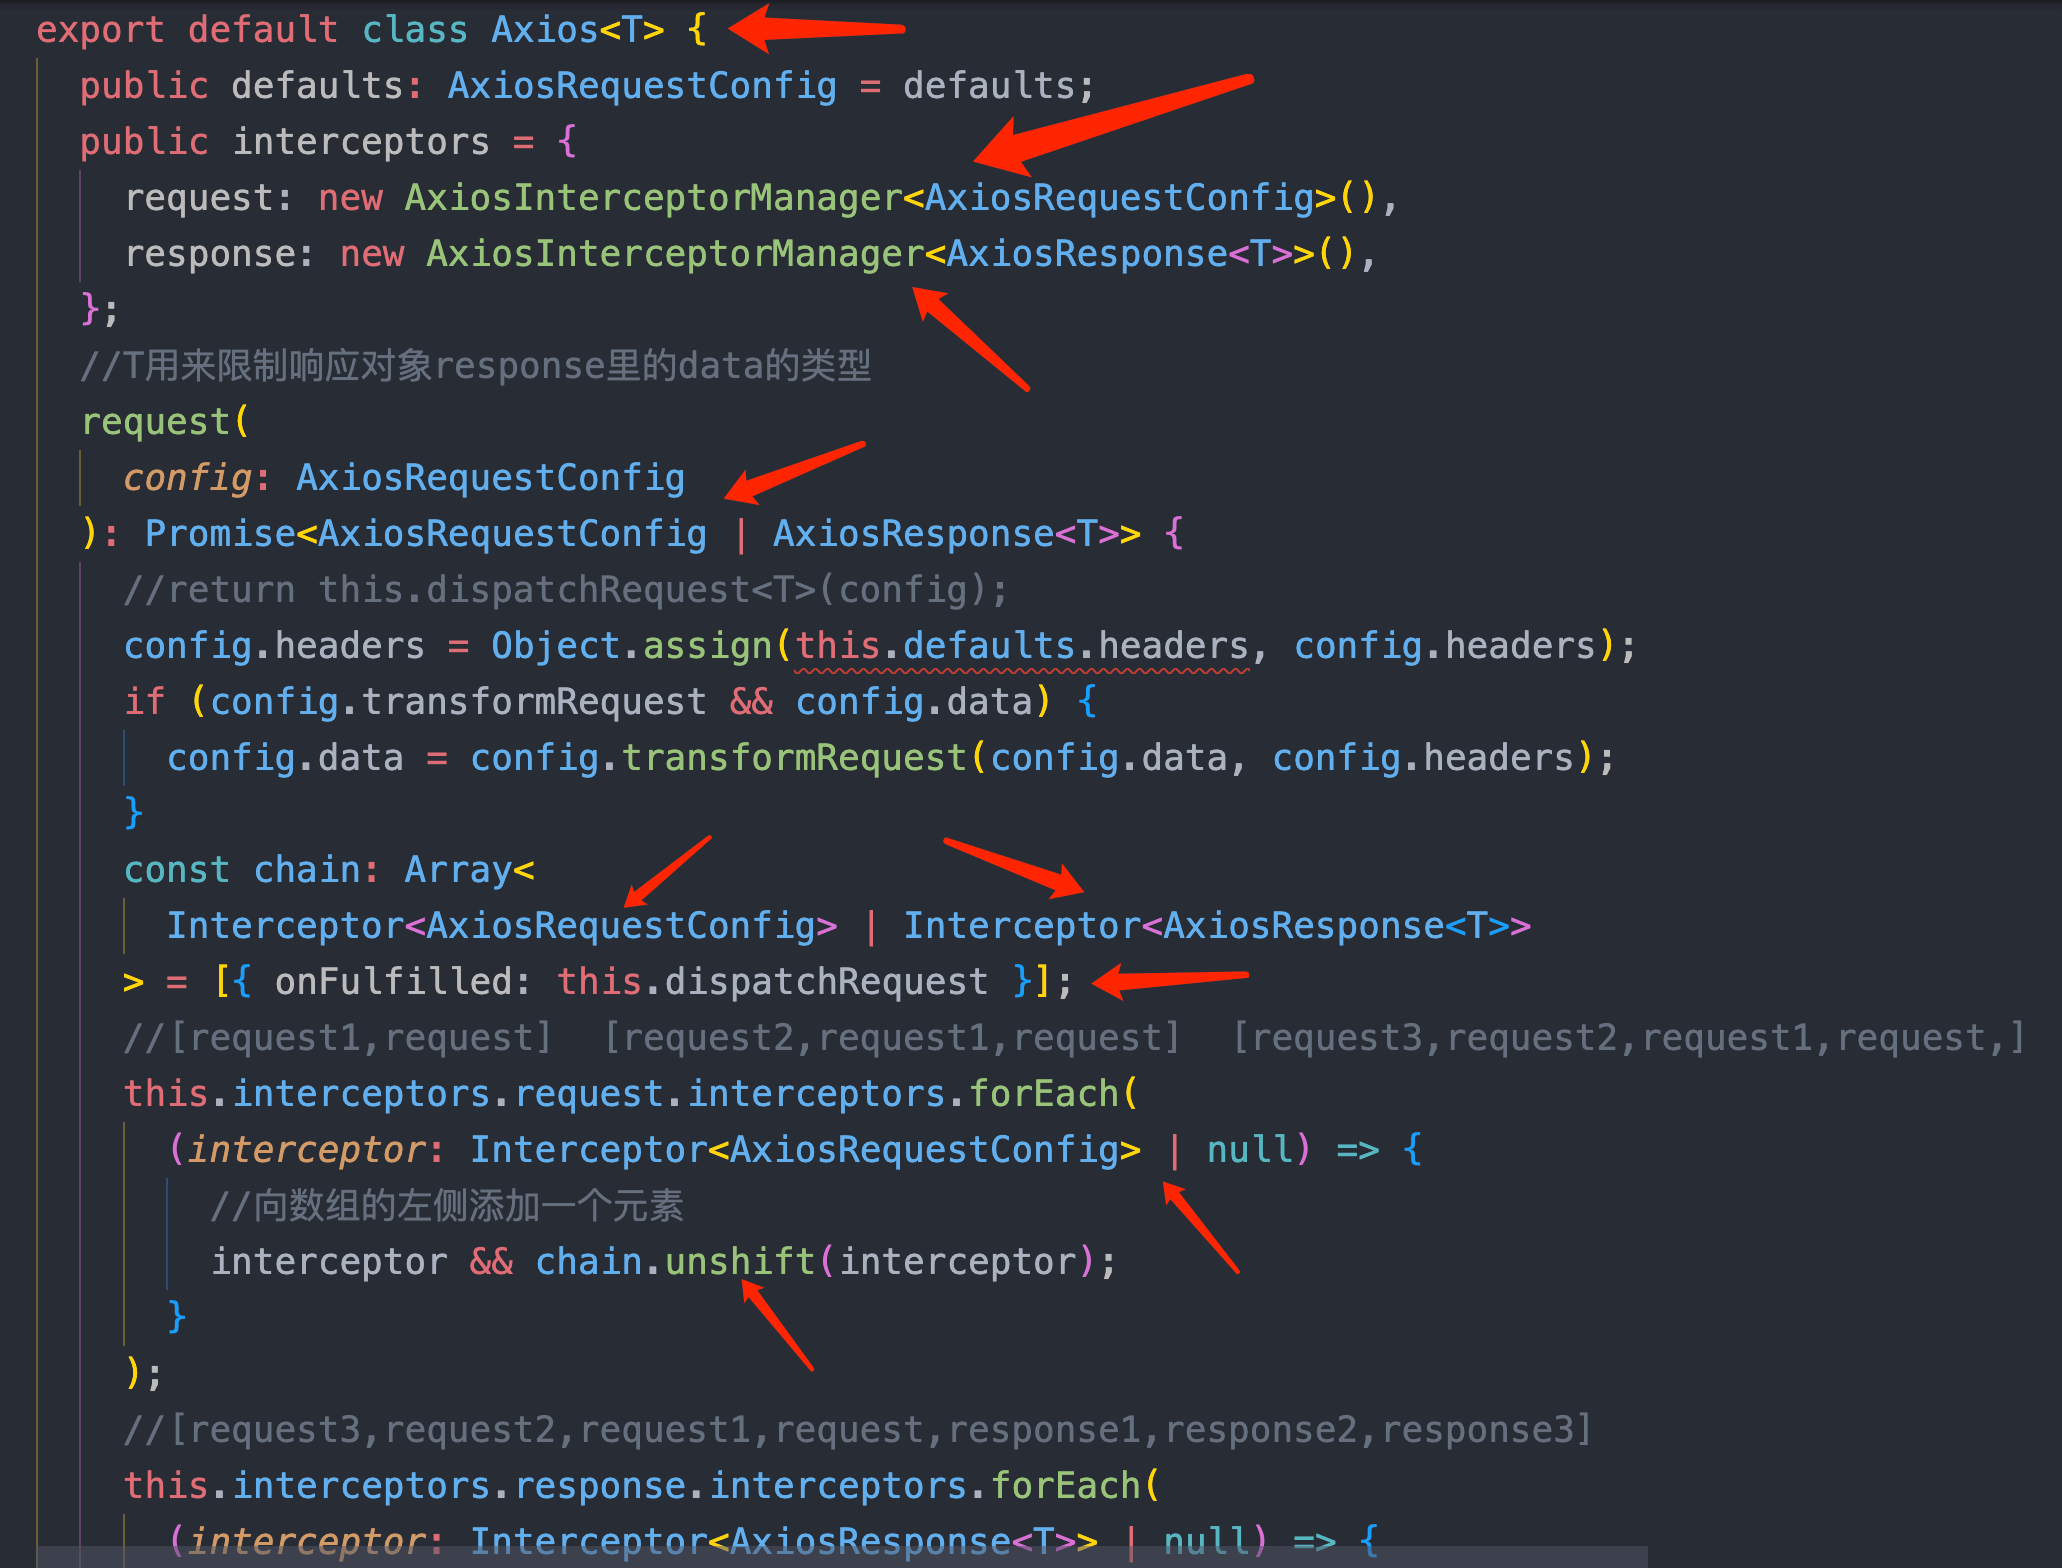 export default class Axios<T> {
public defaults: AxiosRequestConfig = defaults;
public interceptors = {
request: new AxiosInterceptorManager<AxiosRequestConfig>(),
response: new AxiosInterceptorManager<AxiosResponse<T>>(),
};
//T用来限制响应对象response里的data的类型
request(
config: AxiosRequestConfig
): Promise<AxiosRequestConfig | AxiosResponse<T>> {
//return this.dispatchRequest<T>(config);
config.headers = Object.assign(this.defaults.headers, config.headers);
if (config.transformRequest && config.data) {
config.data = config.transformRequest(config.data, config.headers);
}
const chain: Array<
Interceptor<AxiosRequestConfig> | Interceptor<AxiosResponse<T>>
> = [{ onFulfilled: this.dispatchRequest }];
//[request1,request]  [request2,request1,request]  [request3,request2,request1,request,]
this.interceptors.request.interceptors.forEach(
(interceptor: Interceptor<AxiosRequestConfig> | null) => {
//向数组的左侧添加一个元素
interceptor && chain.unshift(interceptor);
}
);
//[request3,request2,request1,request,response1,response2,response3]
this.interceptors.response.interceptors.forEach(
(interceptor: Interceptor<AxiosResponse<T>> | null) => {